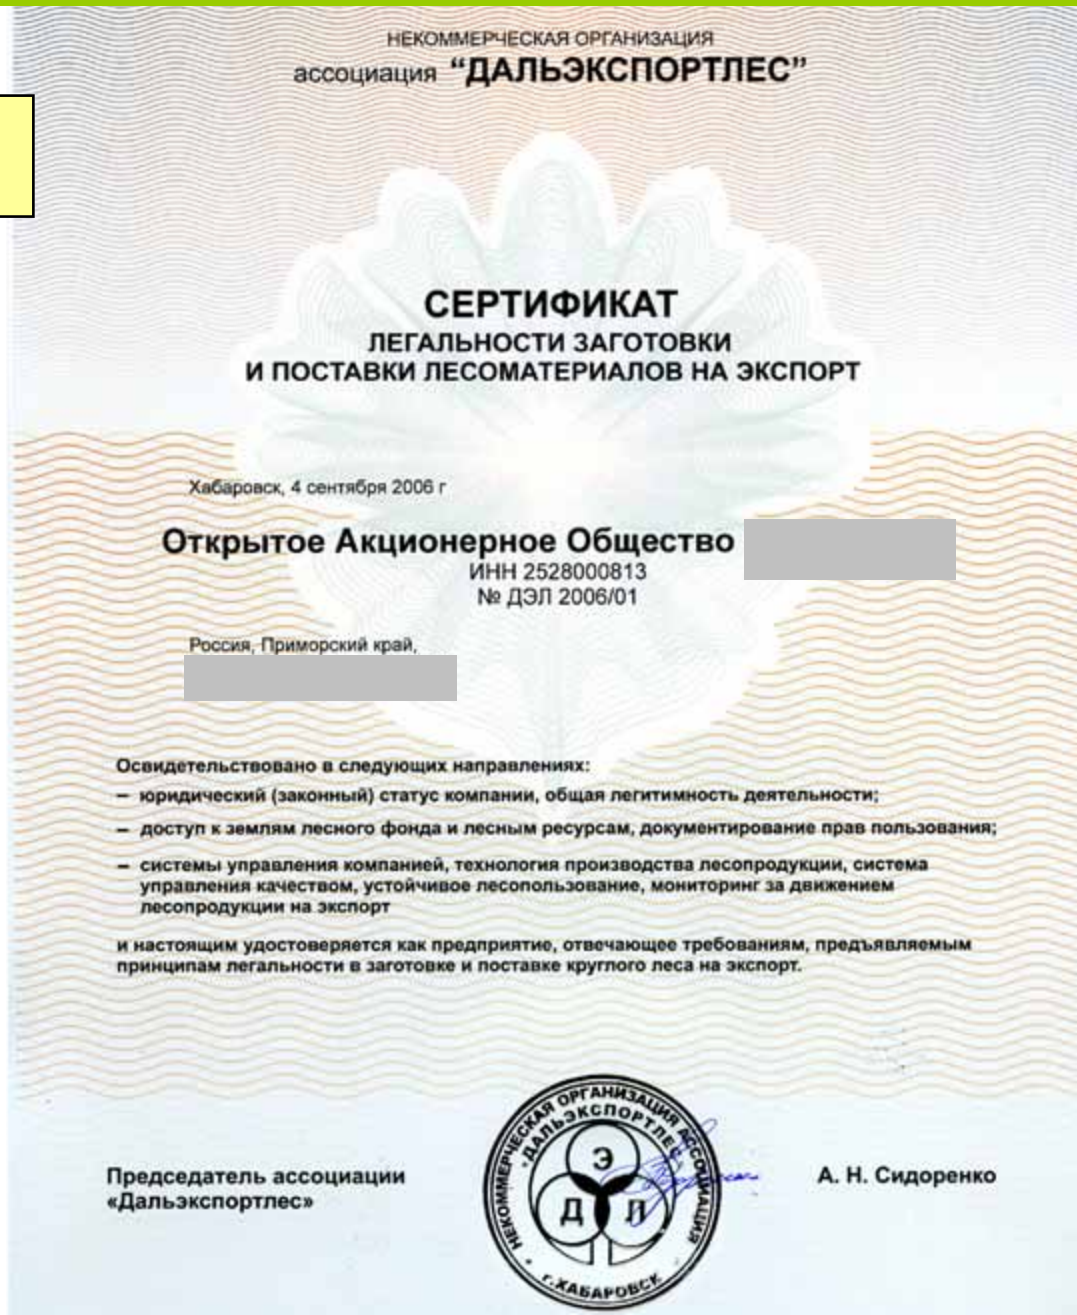 НЕКОММЕРЧЕСКАЯ ОРГАНИЗАЦИЯ
ассоциация "ДАЛЬЭКСПОРТЛЕС"
СЕРТИФИКАТ
ЛЕГАЛЬНОСТИ ЗАГОТОВКИ
И ПОСТАВКИ ЛЕСОМАТЕРИАЛОВ НА ЭКСПОРТ
Хабаровск, 4 сентября 2006 г
Открытое Акционерное Общество
ИНН 2528000813
№ ДЭЛ 2006/01
Россия, Приморский край,
Освидетельствовано в следующих направлениях:
– юридический (законный) статус компании, общая легитимность деятельности;
– доступ к землям лесного фонда и лесным ресурсам, документирование прав пользования;
– системы управления компанией, технология производства лесопродукции, система
управления качеством, устойчивое лесопользование, мониторинг за движением
лесопродукции на экспорт
и настоящим удостоверяется как предприятие, отвечающее требованиям, предъявляемым
принципам легальности в заготовке и поставке круглого леса на экспорт.
Председатель ассоциации
«Дальэкспортлес»
НЕКОММЕРЧЕСКАЯ ОРГАНИЗАЦИЯ АССОЦИАЦИЯ
"ДАЛЬЭКСПОРТЛЕС"
Э
Д Л
г.ХАБАРОВСК
А. Н. Сидоренко